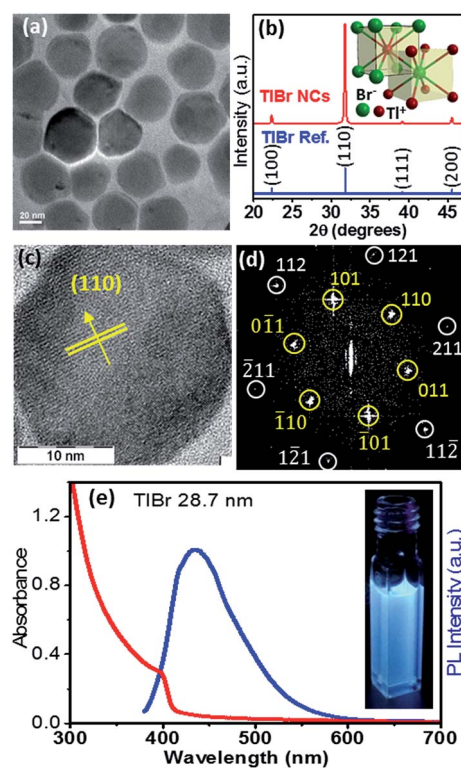 (a)
20 nm
(b)
Intensity (a.u.)
TlBr NCs
Br⁻
Tl⁺
TlBr Ref.
(100)
(110)
(111)
(200)
20 25 30 35 40 45
2θ (degrees)
(c)
(110)
10 nm
(d)
121
112
101
110
211
01̄1
2̄11
011
1̄10
1̄01
112̄
12̄1
(e) TlBr 28.7 nm
Absorbance
1.2
0.8
0.4
0.0
PL Intensity (a.u.)
300 400 500 600 700
Wavelength (nm)